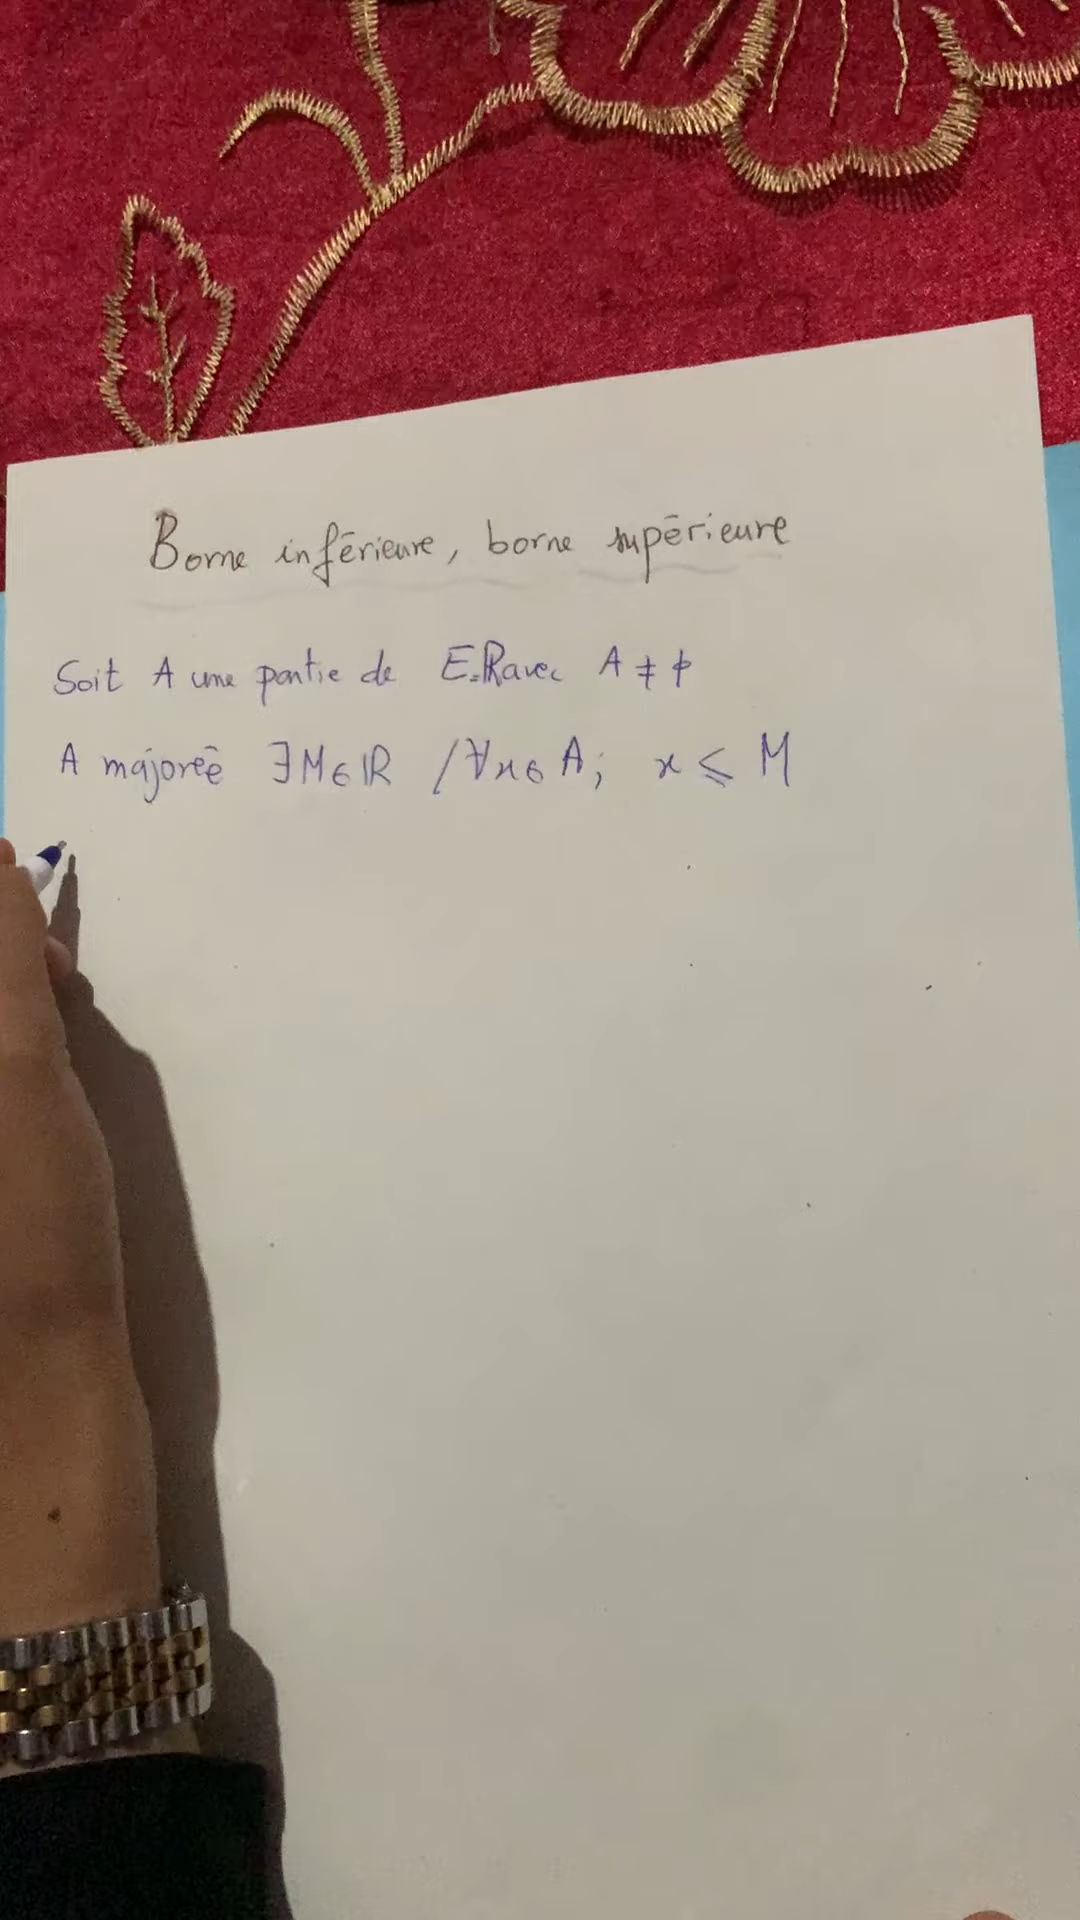 Borne inférieure, borne supérieure
Soit A une partie de E=ℝ avec A ≠ ∅
A majorée ∃M∈ℝ /∀x∈A; x ⩽ M